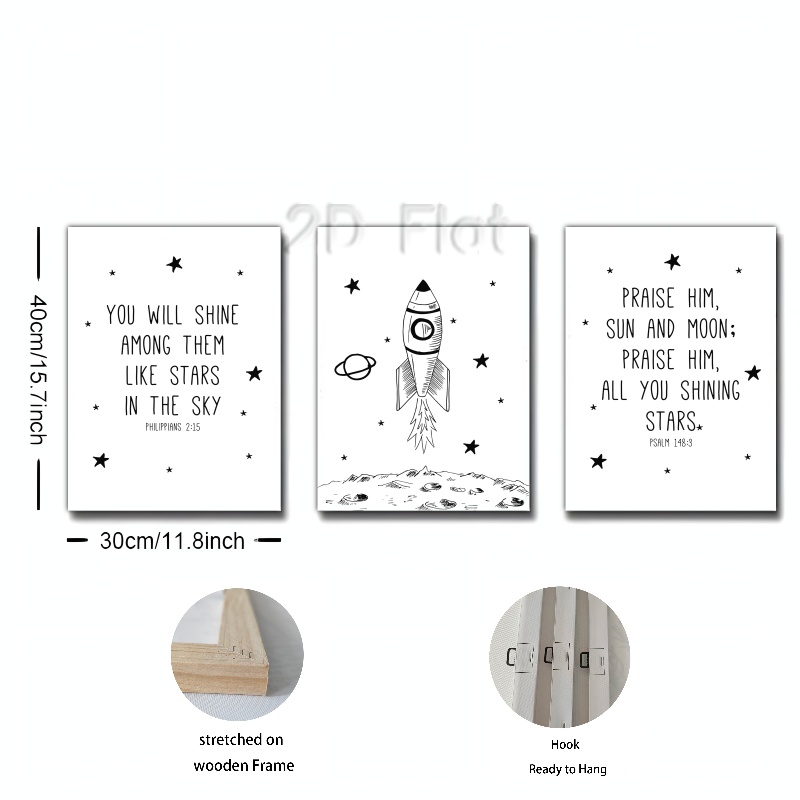 2D Flat
40cm/15.7inch
YOU WILL SHINE
AMONG THEM
LIKE STARS
IN THE SKY
PHILIPPIANS 2:15
PRAISE HIM,
SUN AND MOON;
PRAISE HIM,
ALL YOU SHINING
STARS.
PSALM 148:3
30cm/11.8inch
stretched on
wooden Frame
Hook
Ready to Hang